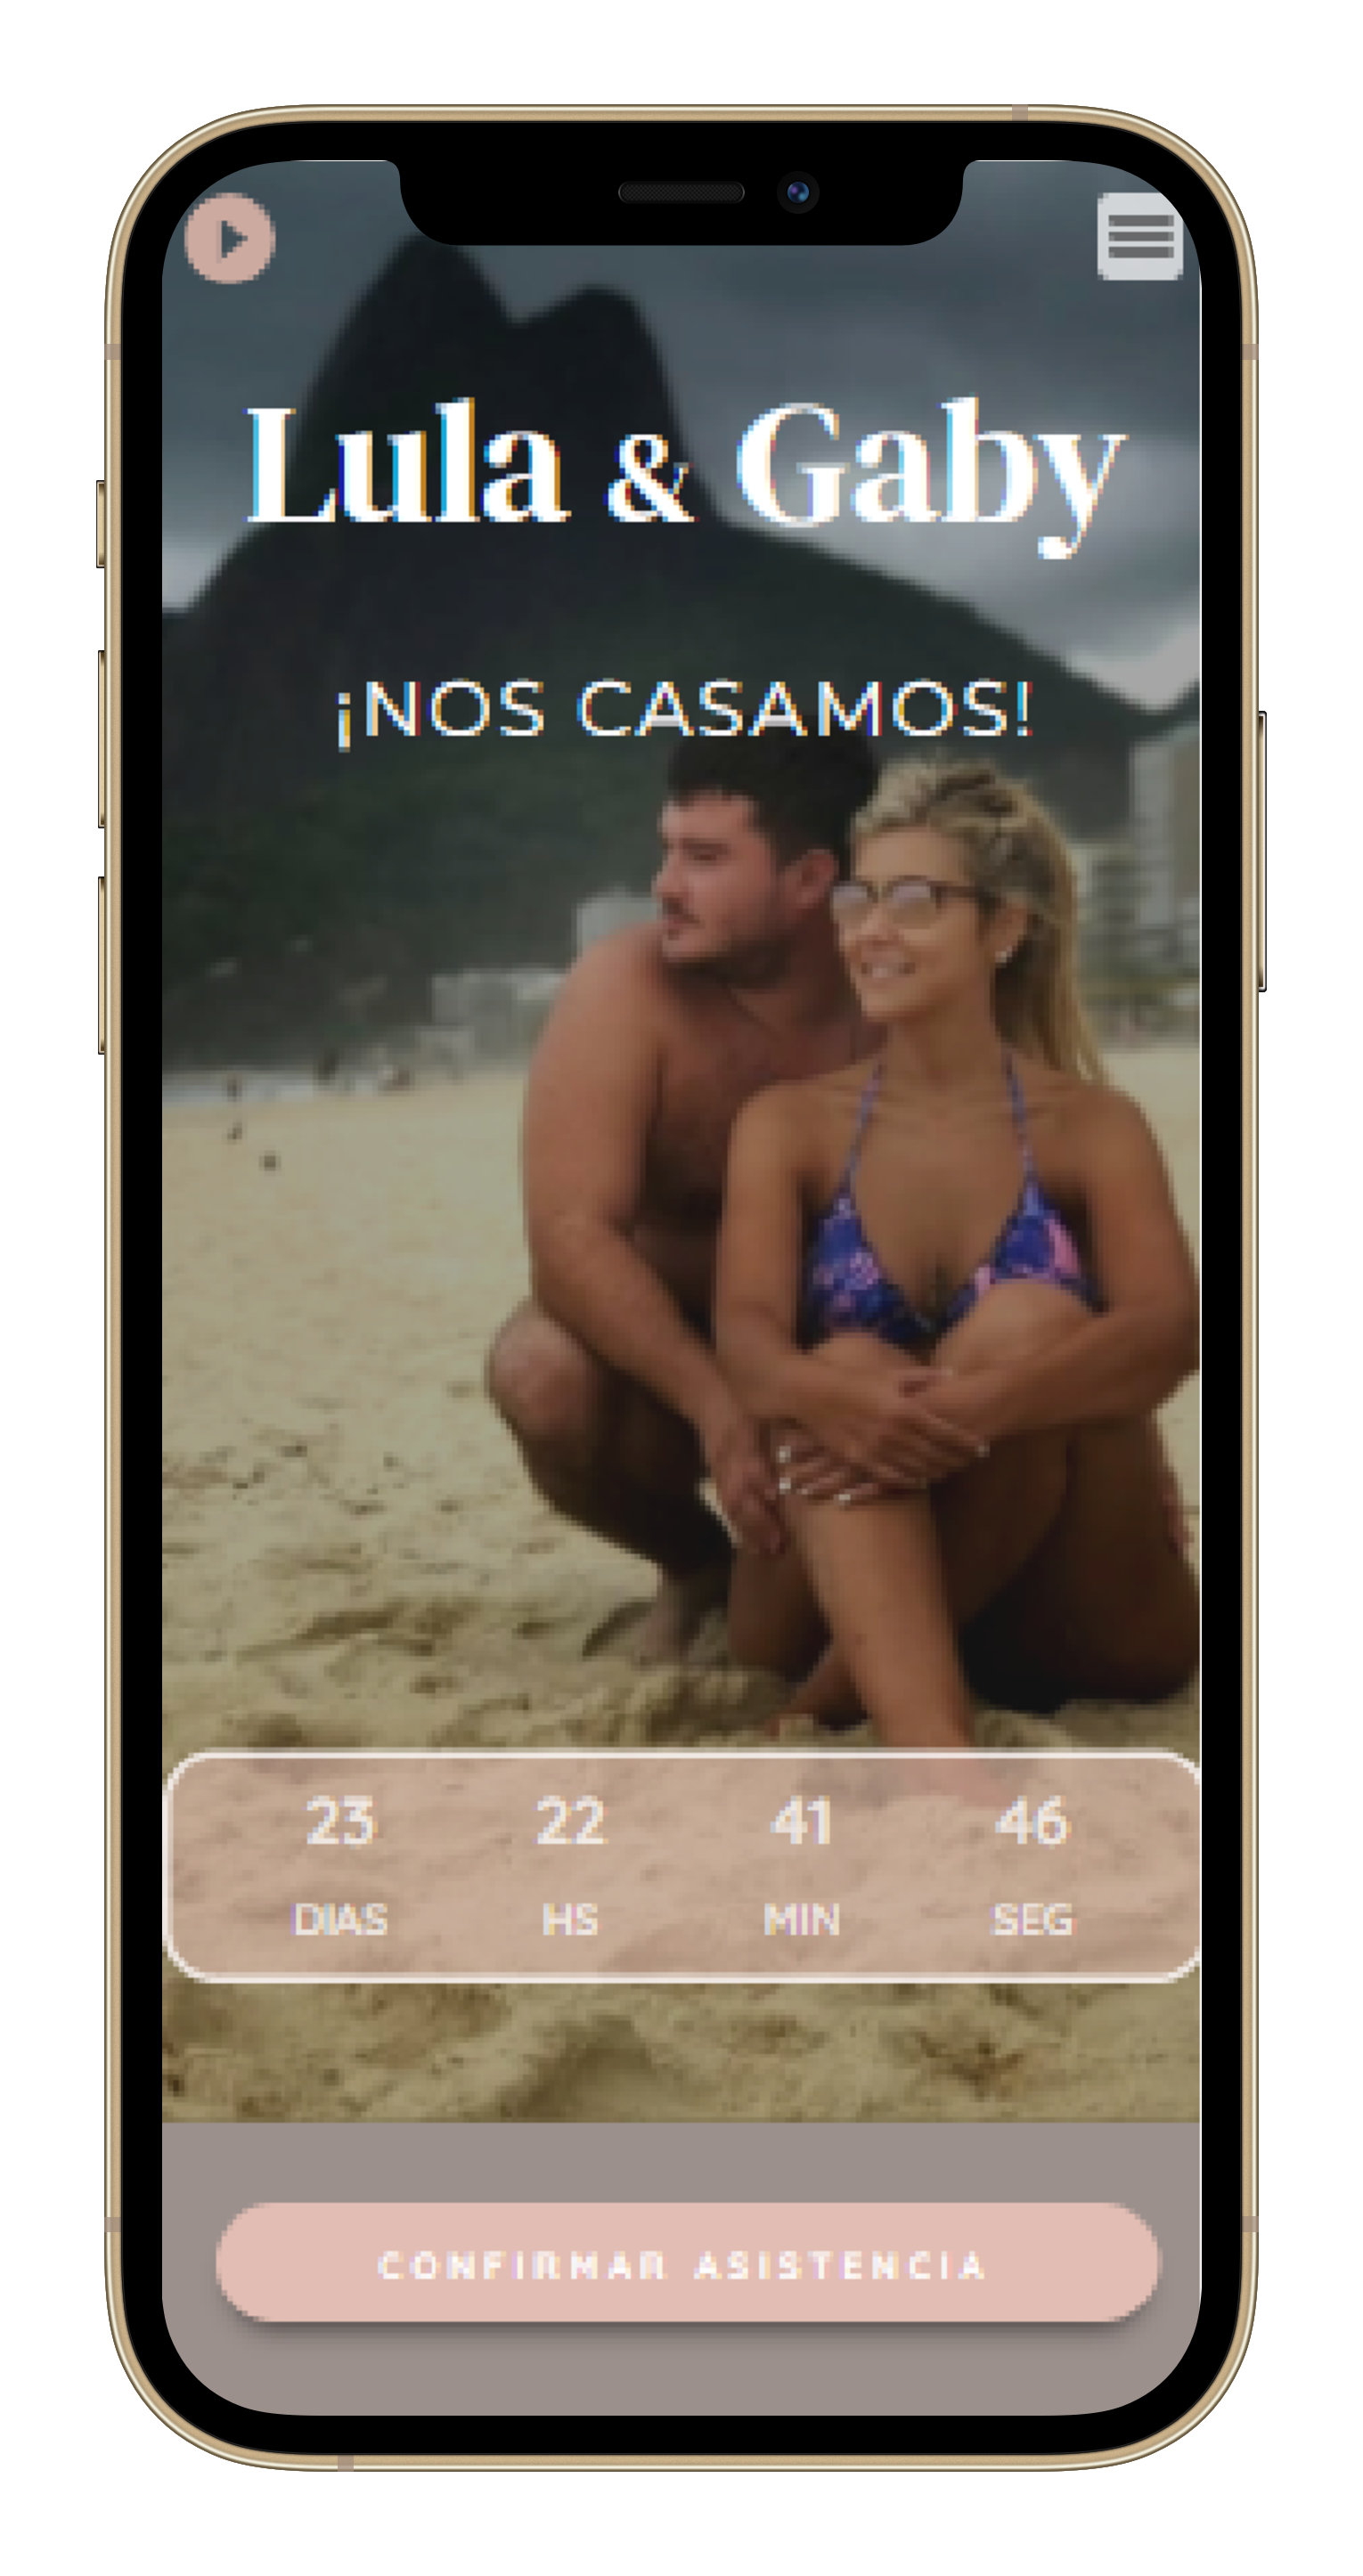 Lula & Gaby
¡NOS CASAMOS!
23 22 41 46
DIAS HS MIN SEG
CONFIRMAR ASISTENCIA